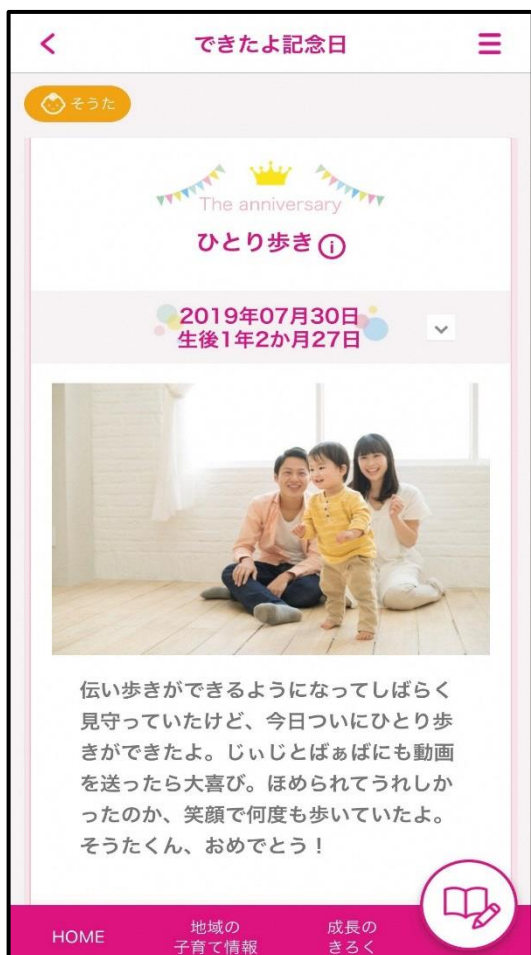 できたよ記念日
そうた
The anniversary
ひとり歩き
2019年07月30日
生後1年2か月27日
伝い歩きができるようになってしばらく
見守っていたけど、今日ついにひとり歩
きができたよ。じぃじとばぁばにも動画
を送ったら大喜び。ほめられてうれしか
ったのか、笑顔で何度も歩いていたよ。
そうたくん、おめでとう！
HOME
地域の
子育て情報
成長の
きろく